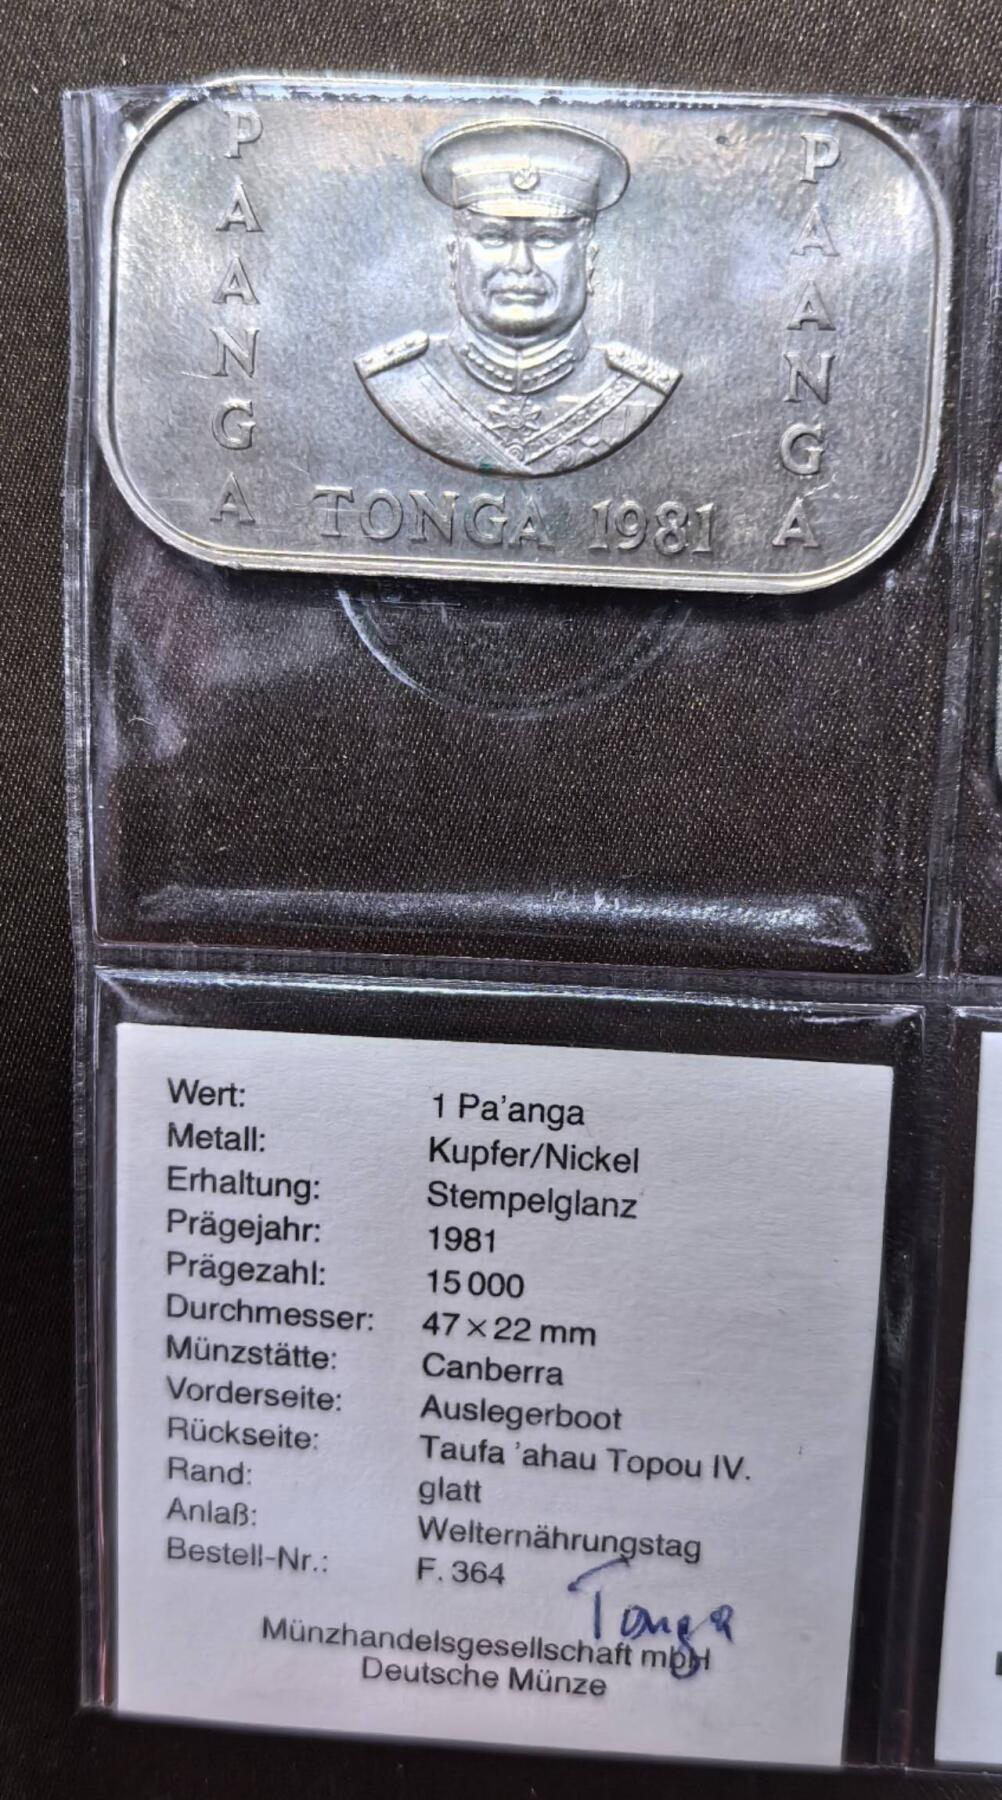 PAANGA
PAANGA
TONGA 1981
Wert: 1 Pa'anga
Metall: Kupfer/Nickel
Erhaltung: Stempelglanz
Prägejahr: 1981
Prägezahl: 15 000
Durchmesser: 47 × 22 mm
Münzstätte: Canberra
Vorderseite: Auslegerboot
Rückseite: Taufa 'ahau Topou IV.
Rand: glatt
Anlaß: Welternährungstag
Bestell-Nr.: F. 364
Tonga
Münzhandelsgesellschaft mbH
Deutsche Münze